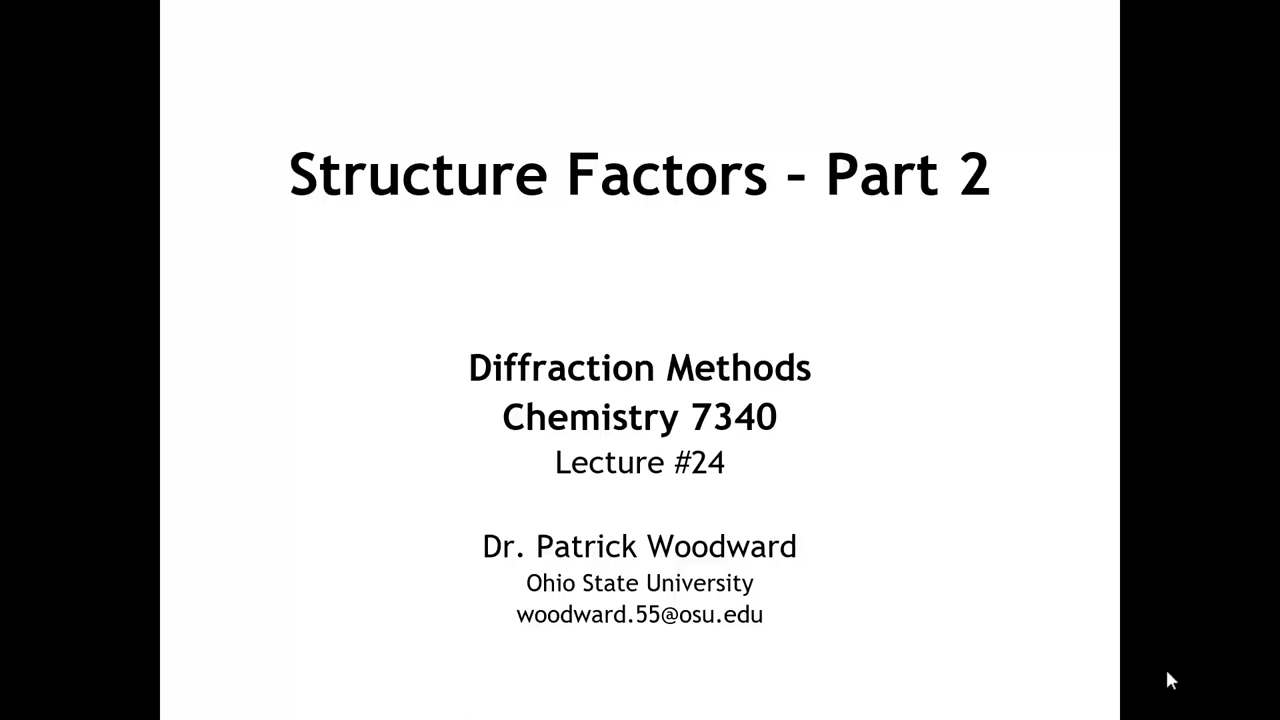 Structure Factors – Part 2
Diffraction Methods
Chemistry 7340
Lecture #24
Dr. Patrick Woodward
Ohio State University
woodward.55@osu.edu